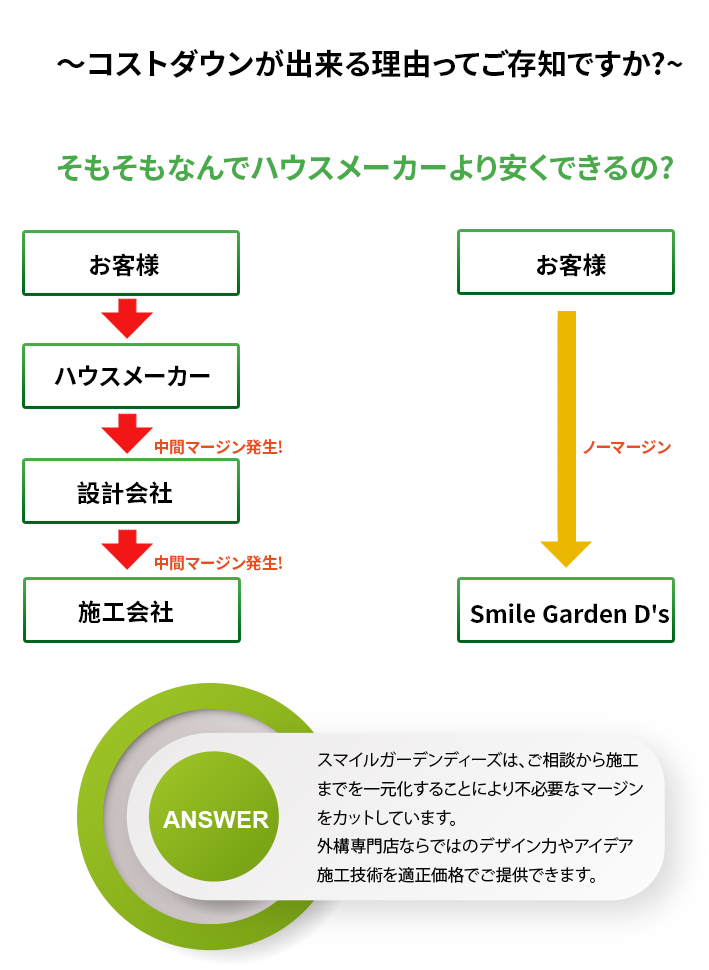 ～コストダウンが出来る理由ってご存知ですか?~
そもそもなんでハウスメーカーより安くできるの?
お客様
ハウスメーカー
中間マージン発生!
設計会社
中間マージン発生!
施工会社
お客様
ノーマージン
Smile Garden D's
ANSWER
スマイルガーデンディーズは、ご相談から施工
までを一元化することにより不必要なマージン
をカットしています。
外構専門店ならではのデザイン力やアイデア
施工技術を適正価格でご提供できます。